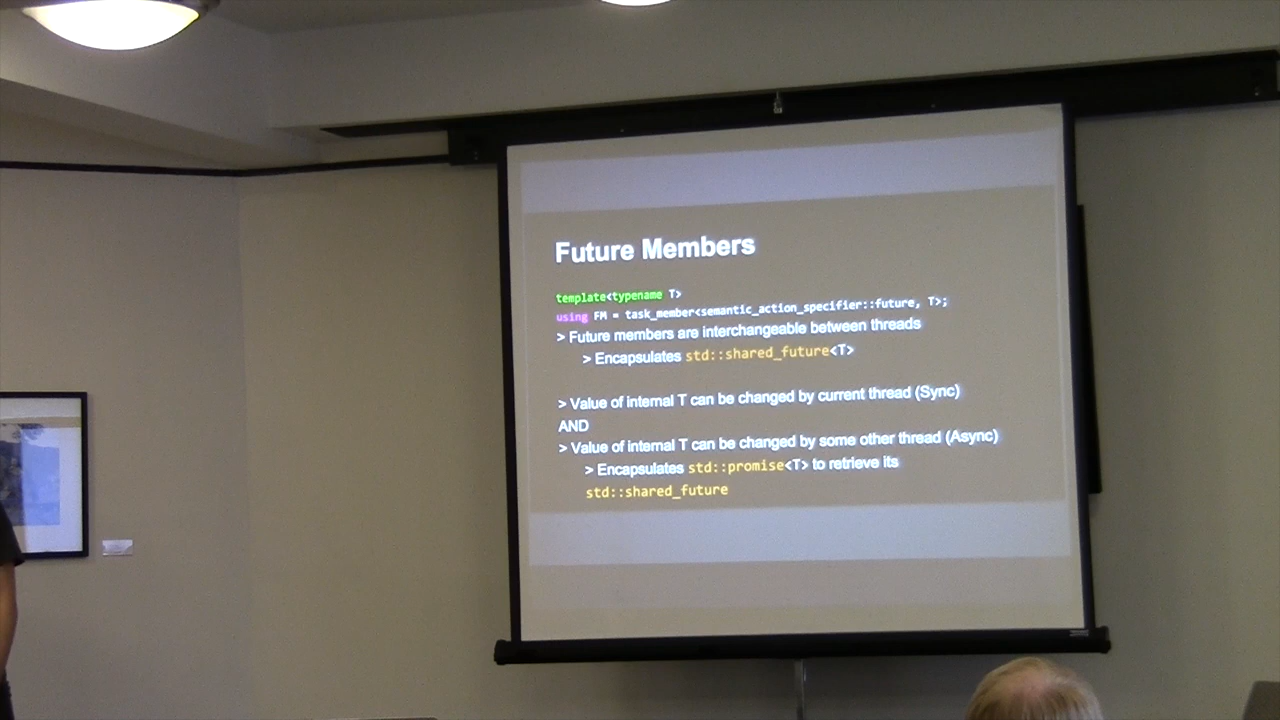 Future Members
template<typename T>
using FM = task_member<semantic_action_specifier::future, T>;
> Future members are interchangeable between threads
> Encapsulates std::shared_future<T>
> Value of internal T can be changed by current thread (Sync)
AND
> Value of internal T can be changed by some other thread (Async)
> Encapsulates std::promise<T> to retrieve its
std::shared_future